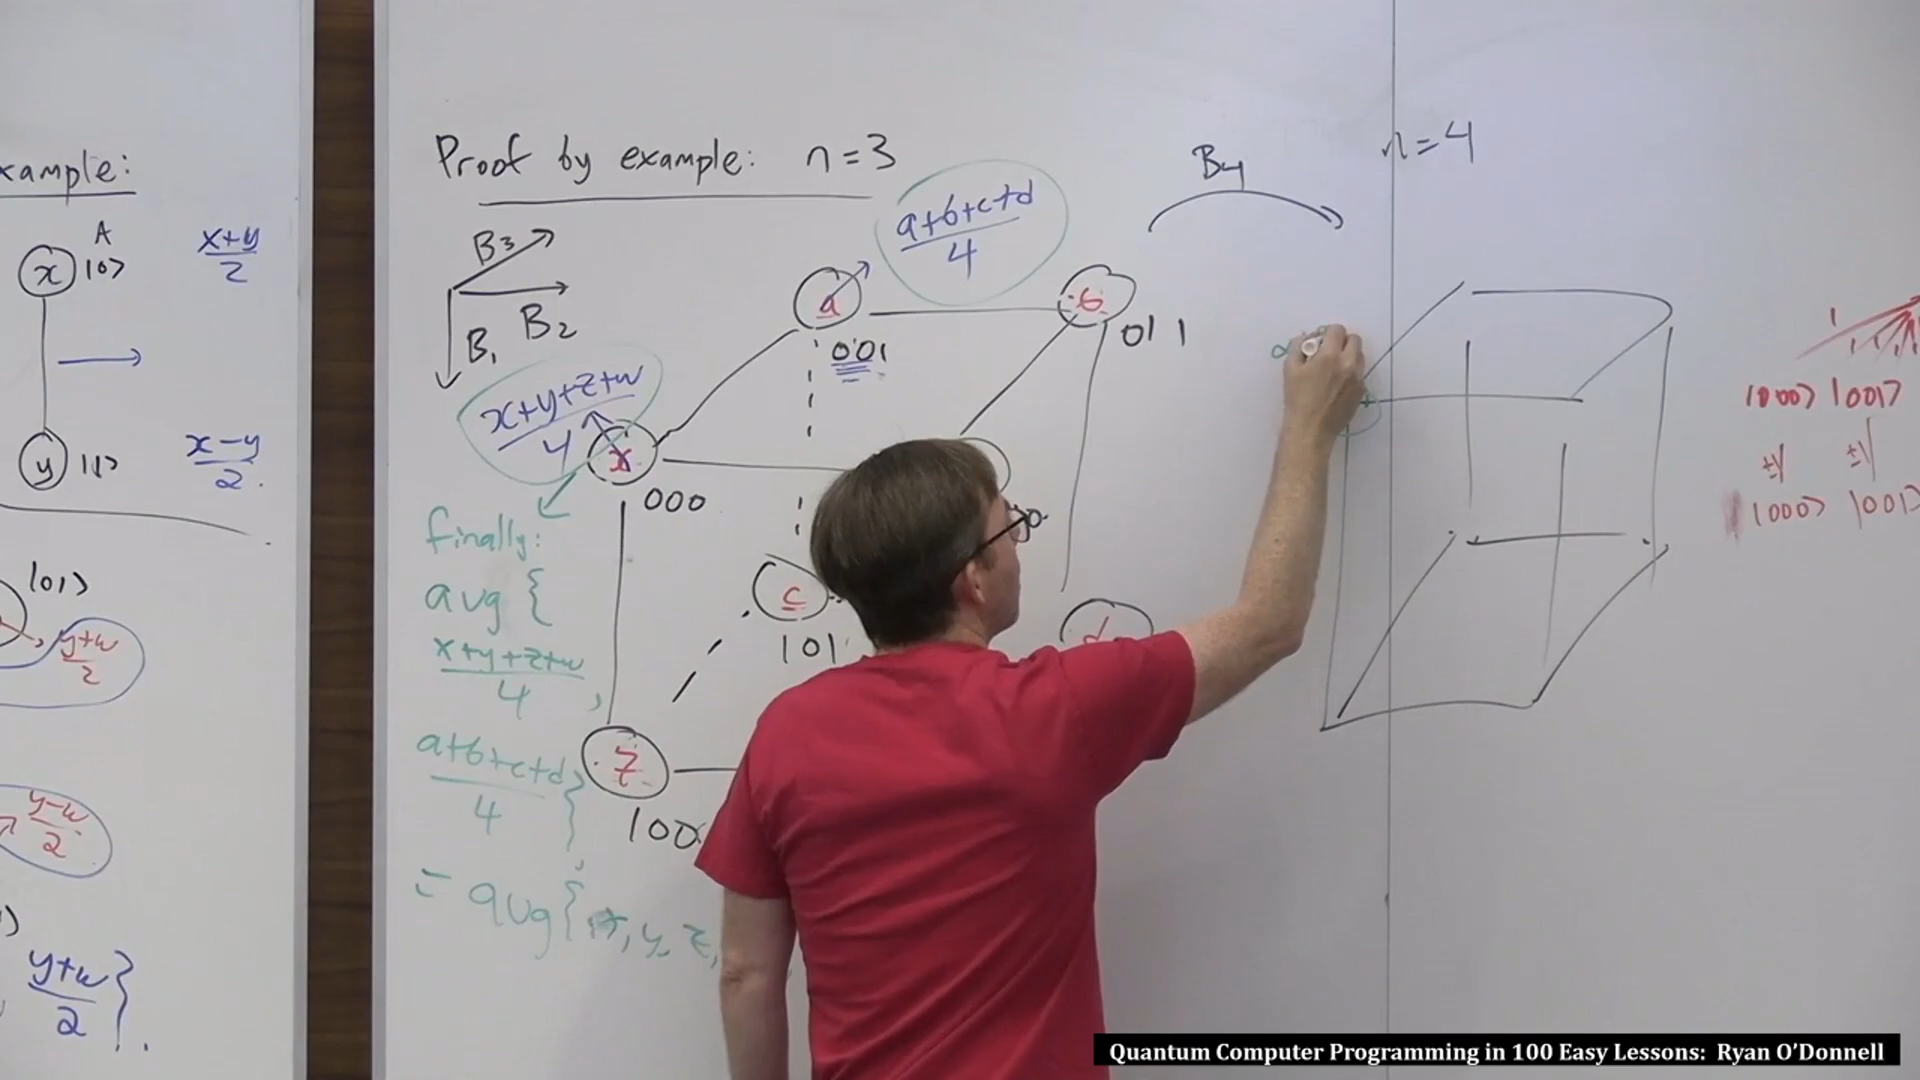 xample:
A
x
|0>
x+y
2
y
|1>
x-y
2
|01>
y+w
2
y-w
2
y+w
2
}
Proof by example: n=3
B3
B2
B1
a+b+c+d
4
a
001
b
011
x+y+z+w
4
x
000
c
101
d
z
100
finally:
avg {
x+y+z+w
4
,
a+b+c+d
4
}
= avg{x, y, z,
B4
n=4
1
|000> |001>
±1 ±1
|000> |001>
Quantum Computer Programming in 100 Easy Lessons: Ryan O'Donnell